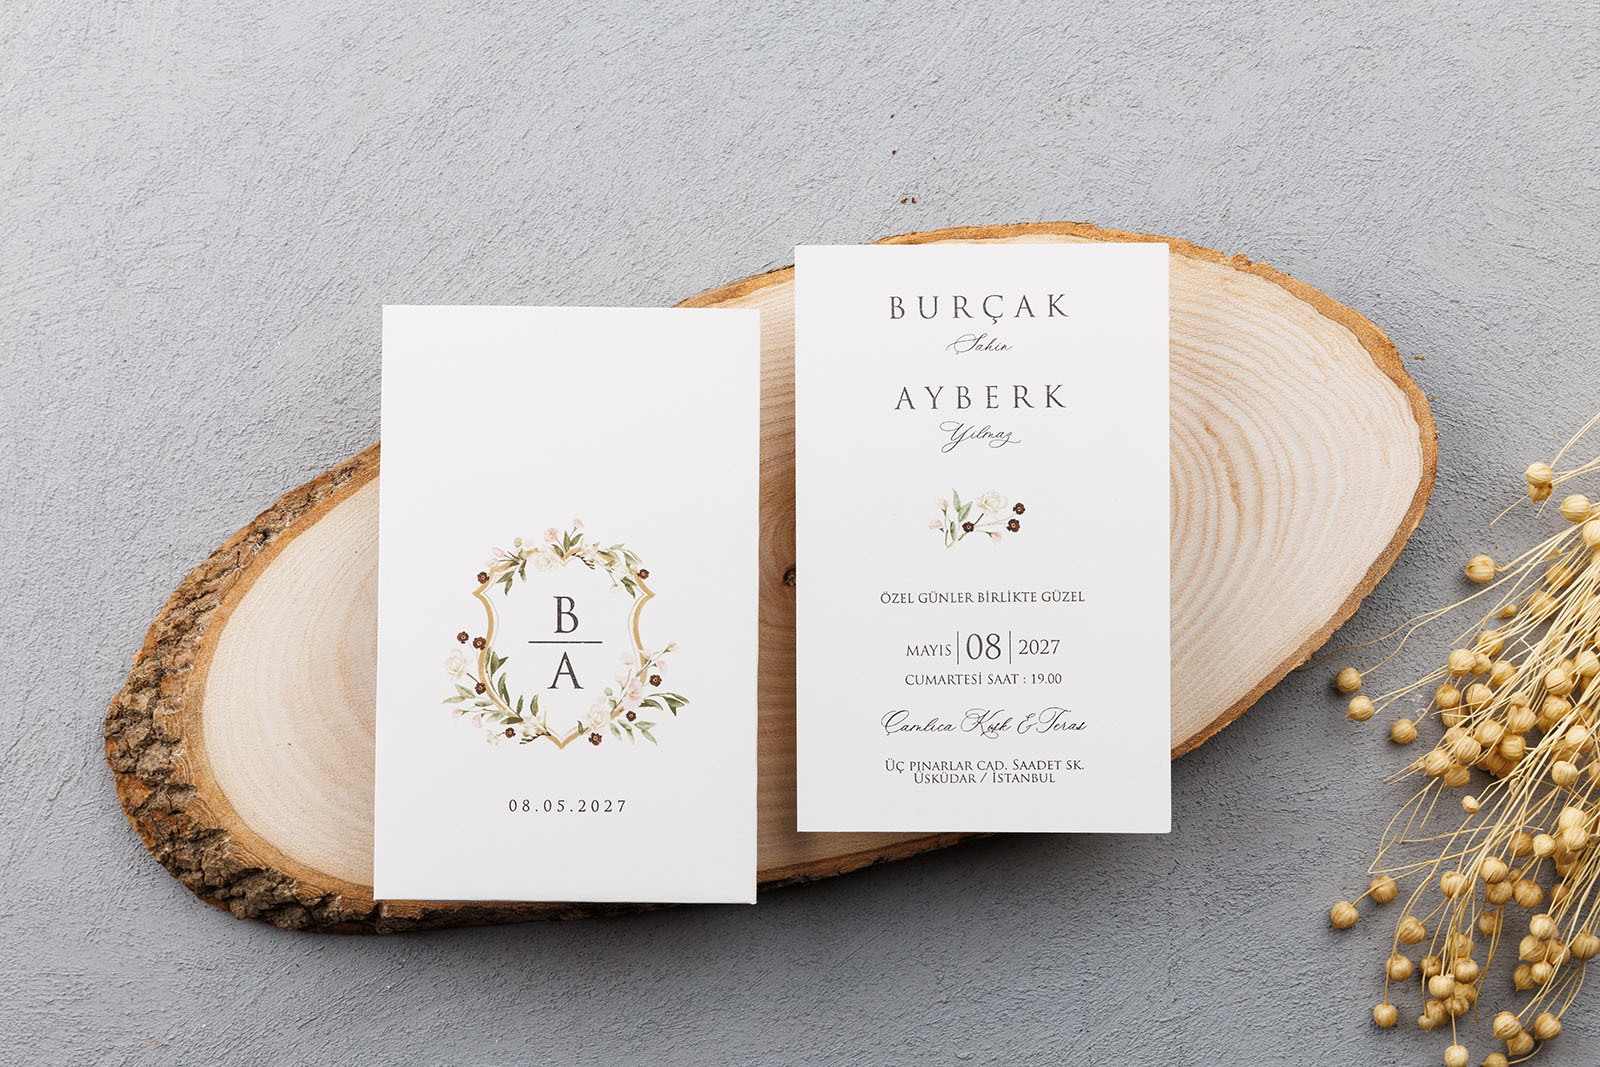 B
A
08.05.2027
BURÇAK
Şahin
AYBERK
Yılmaz
ÖZEL GÜNLER BİRLİKTE GÜZEL
MAYIS 08 2027
CUMARTESİ SAAT : 19.00
Çamlıca Köşk & Teras
ÜÇ PINARLAR CAD. SAADET SK.
ÜSKÜDAR / İSTANBUL